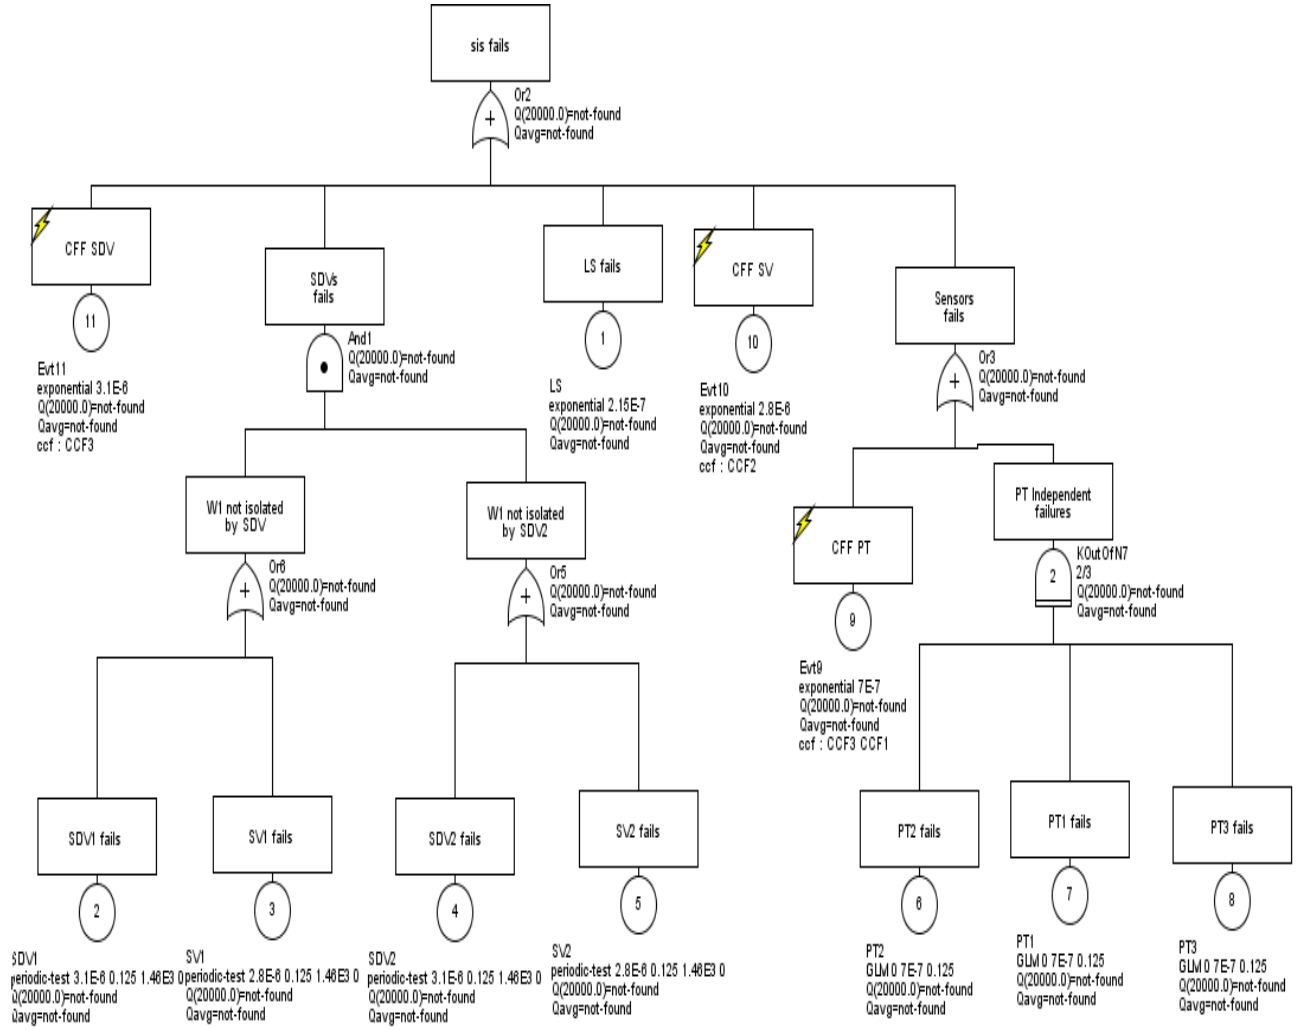 sis fails
Or2
Q(20000.0)=not-found
Qavg=not-found
CFF SDV
11
Evt11
exponential 3.1E-6
Q(20000.0)=not-found
Qavg=not-found
ccf : CCF3
SDVs
fails
And1
Q(20000.0)=not-found
Qavg=not-found
LS fails
1
LS
exponential 2.15E-7
Q(20000.0)=not-found
Qavg=not-found
CFF SV
10
Evt10
exponential 2.8E-6
Q(20000.0)=not-found
Qavg=not-found
ccf : CCF2
Sensors
fails
Or3
Q(20000.0)=not-found
Qavg=not-found
W1 not isolated
by SDV
Or6
Q(20000.0)=not-found
Qavg=not-found
W1 not isolated
by SDV2
Or5
Q(20000.0)=not-found
Qavg=not-found
CFF PT
9
Evt9
exponential 7E-7
Q(20000.0)=not-found
Qavg=not-found
ccf : CCF3 CCF1
PT Independent
failures
2
KOutOfN7
2/3
Q(20000.0)=not-found
Qavg=not-found
SDV1 fails
2
SDV1
periodic-test 3.1E-6 0.125 1.46E3 0
Q(20000.0)=not-found
Qavg=not-found
SV1 fails
3
SV1
periodic-test 2.8E-6 0.125 1.46E3 0
Q(20000.0)=not-found
Qavg=not-found
SDV2 fails
4
SDV2
periodic-test 3.1E-6 0.125 1.46E3 0
Q(20000.0)=not-found
Qavg=not-found
SV2 fails
5
SV2
periodic-test 2.8E-6 0.125 1.46E3 0
Q(20000.0)=not-found
Qavg=not-found
PT2 fails
6
PT2
GLM 0 7E-7 0.125
Q(20000.0)=not-found
Qavg=not-found
PT1 fails
7
PT1
GLM 0 7E-7 0.125
Q(20000.0)=not-found
Qavg=not-found
PT3 fails
8
PT3
GLM 0 7E-7 0.125
Q(20000.0)=not-found
Qavg=not-found